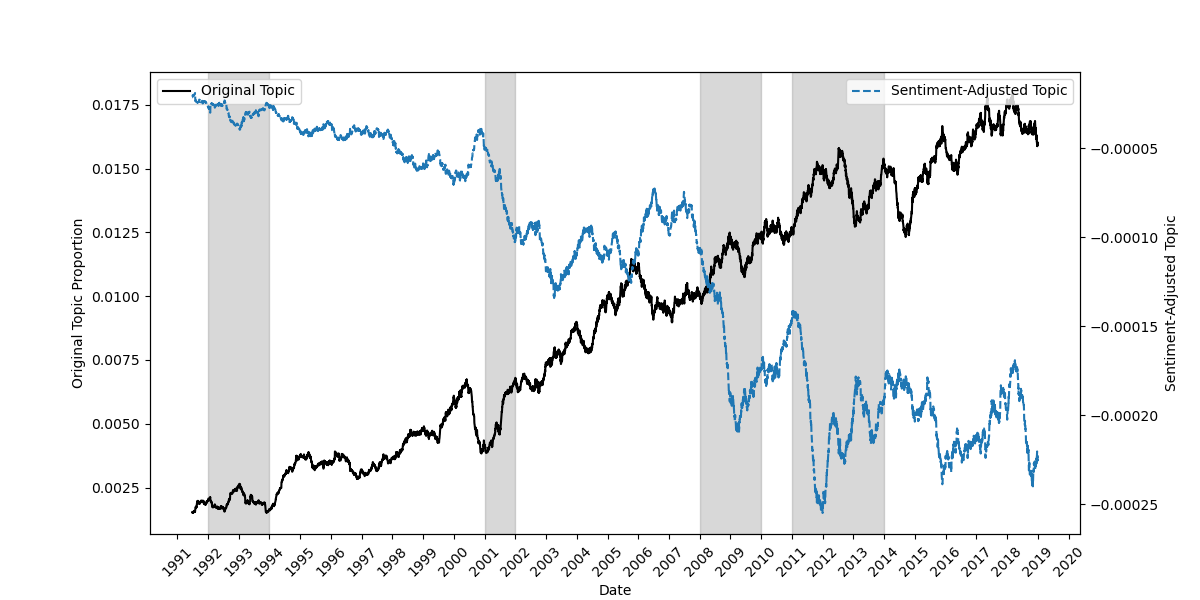 Original Topic
Sentiment-Adjusted Topic
0.0175
0.0150
0.0125
0.0100
0.0075
0.0050
0.0025
Original Topic Proportion
−0.00005
−0.00010
−0.00015
−0.00020
−0.00025
Sentiment-Adjusted Topic
1991 1992 1993 1994 1995 1996 1997 1998 1999 2000 2001 2002 2003 2004 2005 2006 2007 2008 2009 2010 2011 2012 2013 2014 2015 2016 2017 2018 2019 2020
Date